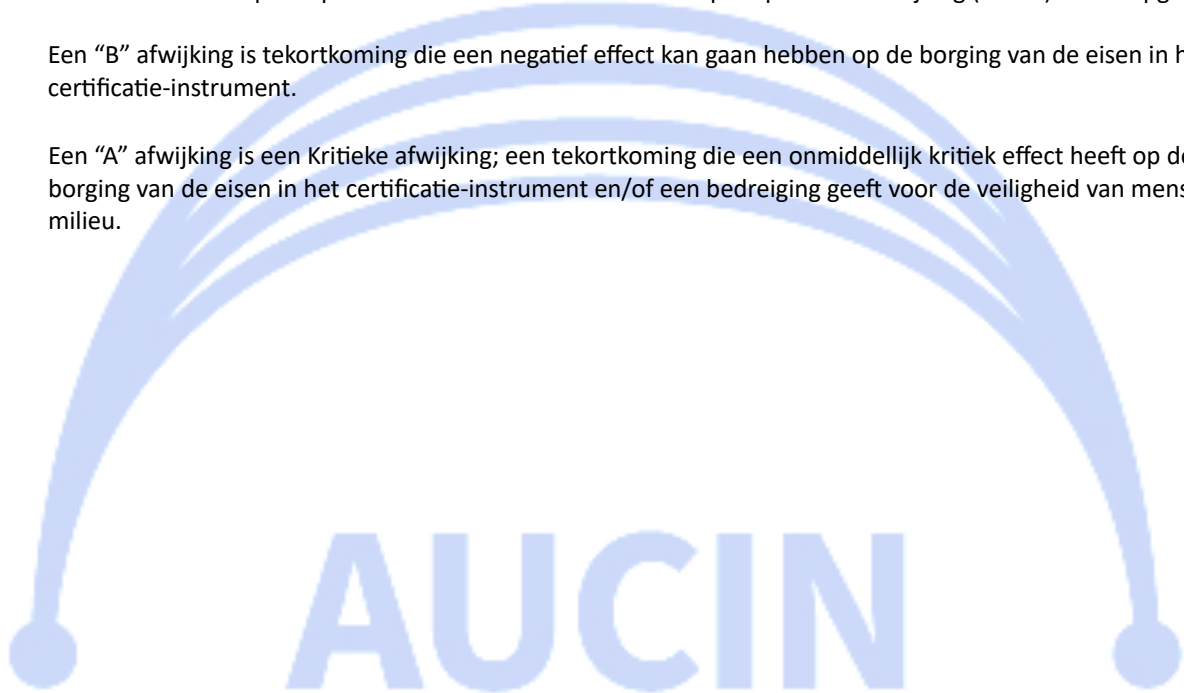 Een “B” afwijking is tekortkoming die een negatief effect kan gaan hebben op de borging van de eisen in h
certificatie-instrument.
Een “A” afwijking is een Kritieke afwijking; een tekortkoming die een onmiddellijk kritiek effect heeft op de
borging van de eisen in het certificatie-instrument en/of een bedreiging geeft voor de veiligheid van mens
milieu.
AUCIN